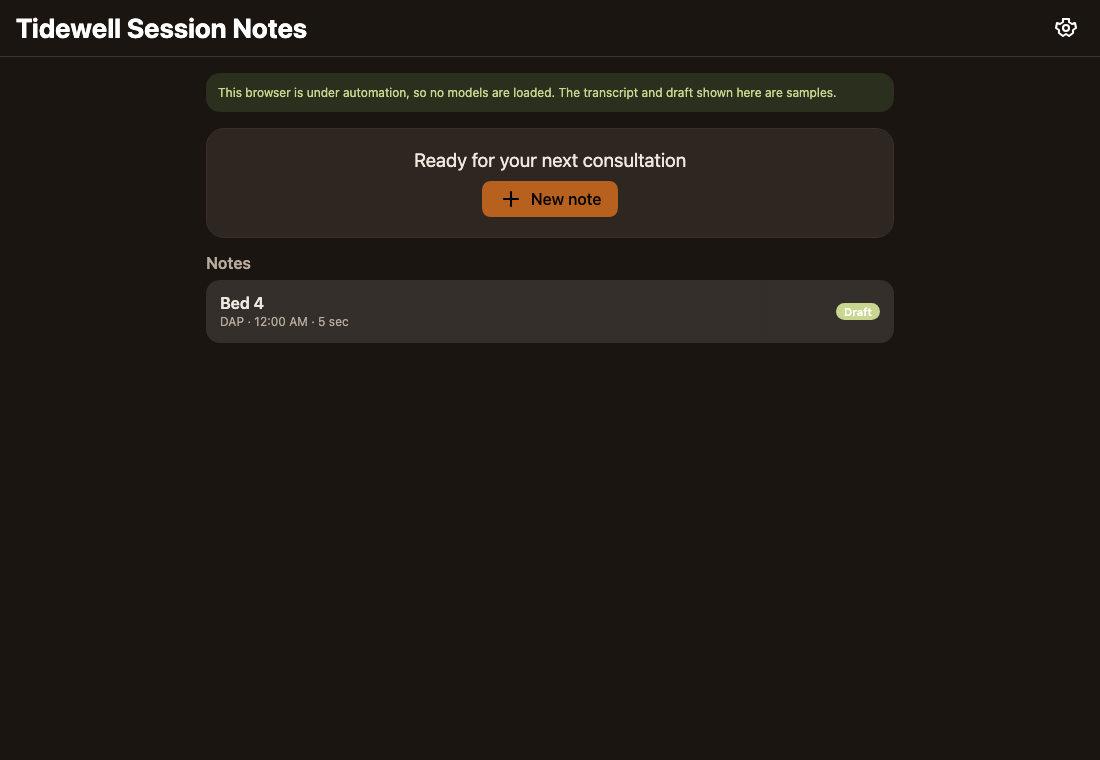 Tidewell Session Notes
This browser is under automation, so no models are loaded. The transcript and draft shown here are samples.
Ready for your next consultation
New note
Notes
Bed 4
DAP · 12:00 AM · 5 sec
Draft